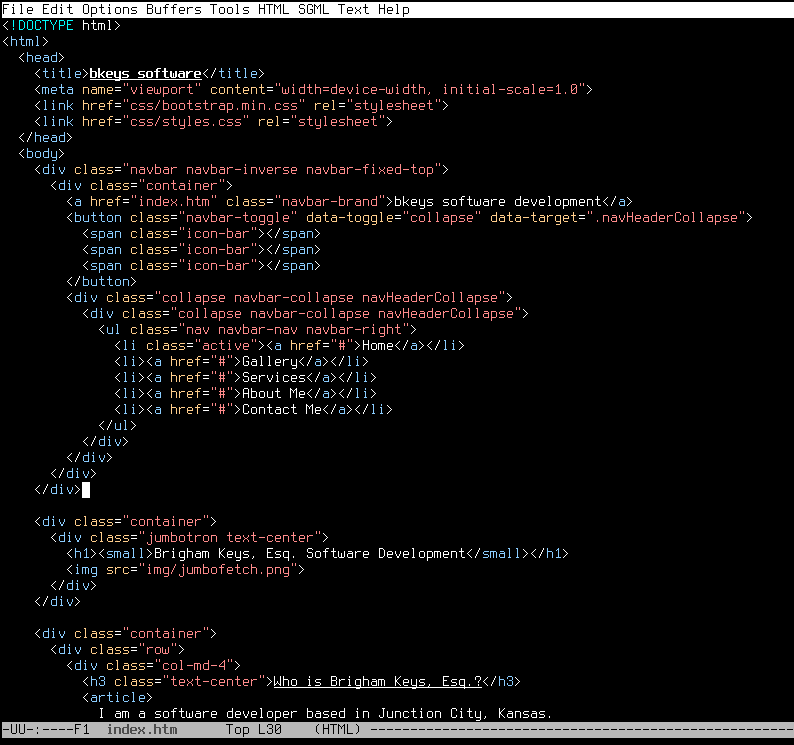 File Edit Options Buffers Tools HTML SGML Text Help
<!DOCTYPE html>
<html>
  <head>
    <title>bkeys software</title>
    <meta name="viewport" content="width=device-width, initial-scale=1.0">
    <link href="css/bootstrap.min.css" rel="stylesheet">
    <link href="css/styles.css" rel="stylesheet">
  </head>
  <body>
    <div class="navbar navbar-inverse navbar-fixed-top">
      <div class="container">
        <a href="index.htm" class="navbar-brand">bkeys software development</a>
        <button class="navbar-toggle" data-toggle="collapse" data-target=".navHeaderCollapse">
          <span class="icon-bar"></span>
          <span class="icon-bar"></span>
          <span class="icon-bar"></span>
        </button>
        <div class="collapse navbar-collapse navHeaderCollapse">
          <div class="collapse navbar-collapse navHeaderCollapse">
            <ul class="nav navbar-nav navbar-right">
              <li class="active"><a href="#">Home</a></li>
              <li><a href="#">Gallery</a></li>
              <li><a href="#">Services</a></li>
              <li><a href="#">About Me</a></li>
              <li><a href="#">Contact Me</a></li>
            </ul>
          </div>
        </div>
      </div>
    </div>
    <div class="container">
      <div class="jumbotron text-center">
        <h1><small>Brigham Keys, Esq. Software Development</small></h1>
        <img src="img/jumbofetch.png">
      </div>
    </div>
    <div class="container">
      <div class="row">
        <div class="col-md-4">
          <h3 class="text-center">Who is Brigham Keys, Esq.?</h3>
          <article>
            I am a software developer based in Junction City, Kansas.
-UU-:----F1  index.htm      Top L30    (HTML) -----------------------------------------------------